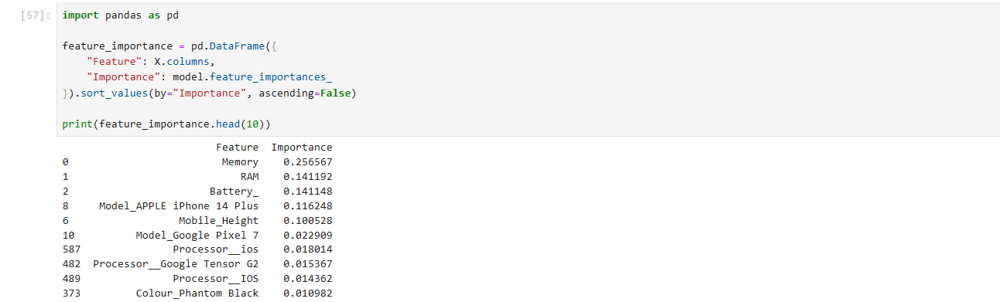 [57]: import pandas as pd
feature_importance = pd.DataFrame({
"Feature": X.columns,
"Importance": model.feature_importances_
}).sort_values(by="Importance", ascending=False)
print(feature_importance.head(10))
Feature Importance
0 Memory 0.256567
1 RAM 0.141192
2 Battery_ 0.141148
8 Model_APPLE iPhone 14 Plus 0.116248
6 Mobile_Height 0.100528
10 Model_Google Pixel 7 0.022909
587 Processor__ios 0.018014
482 Processor__Google Tensor G2 0.015367
489 Processor__IOS 0.014362
373 Colour_Phantom Black 0.010982